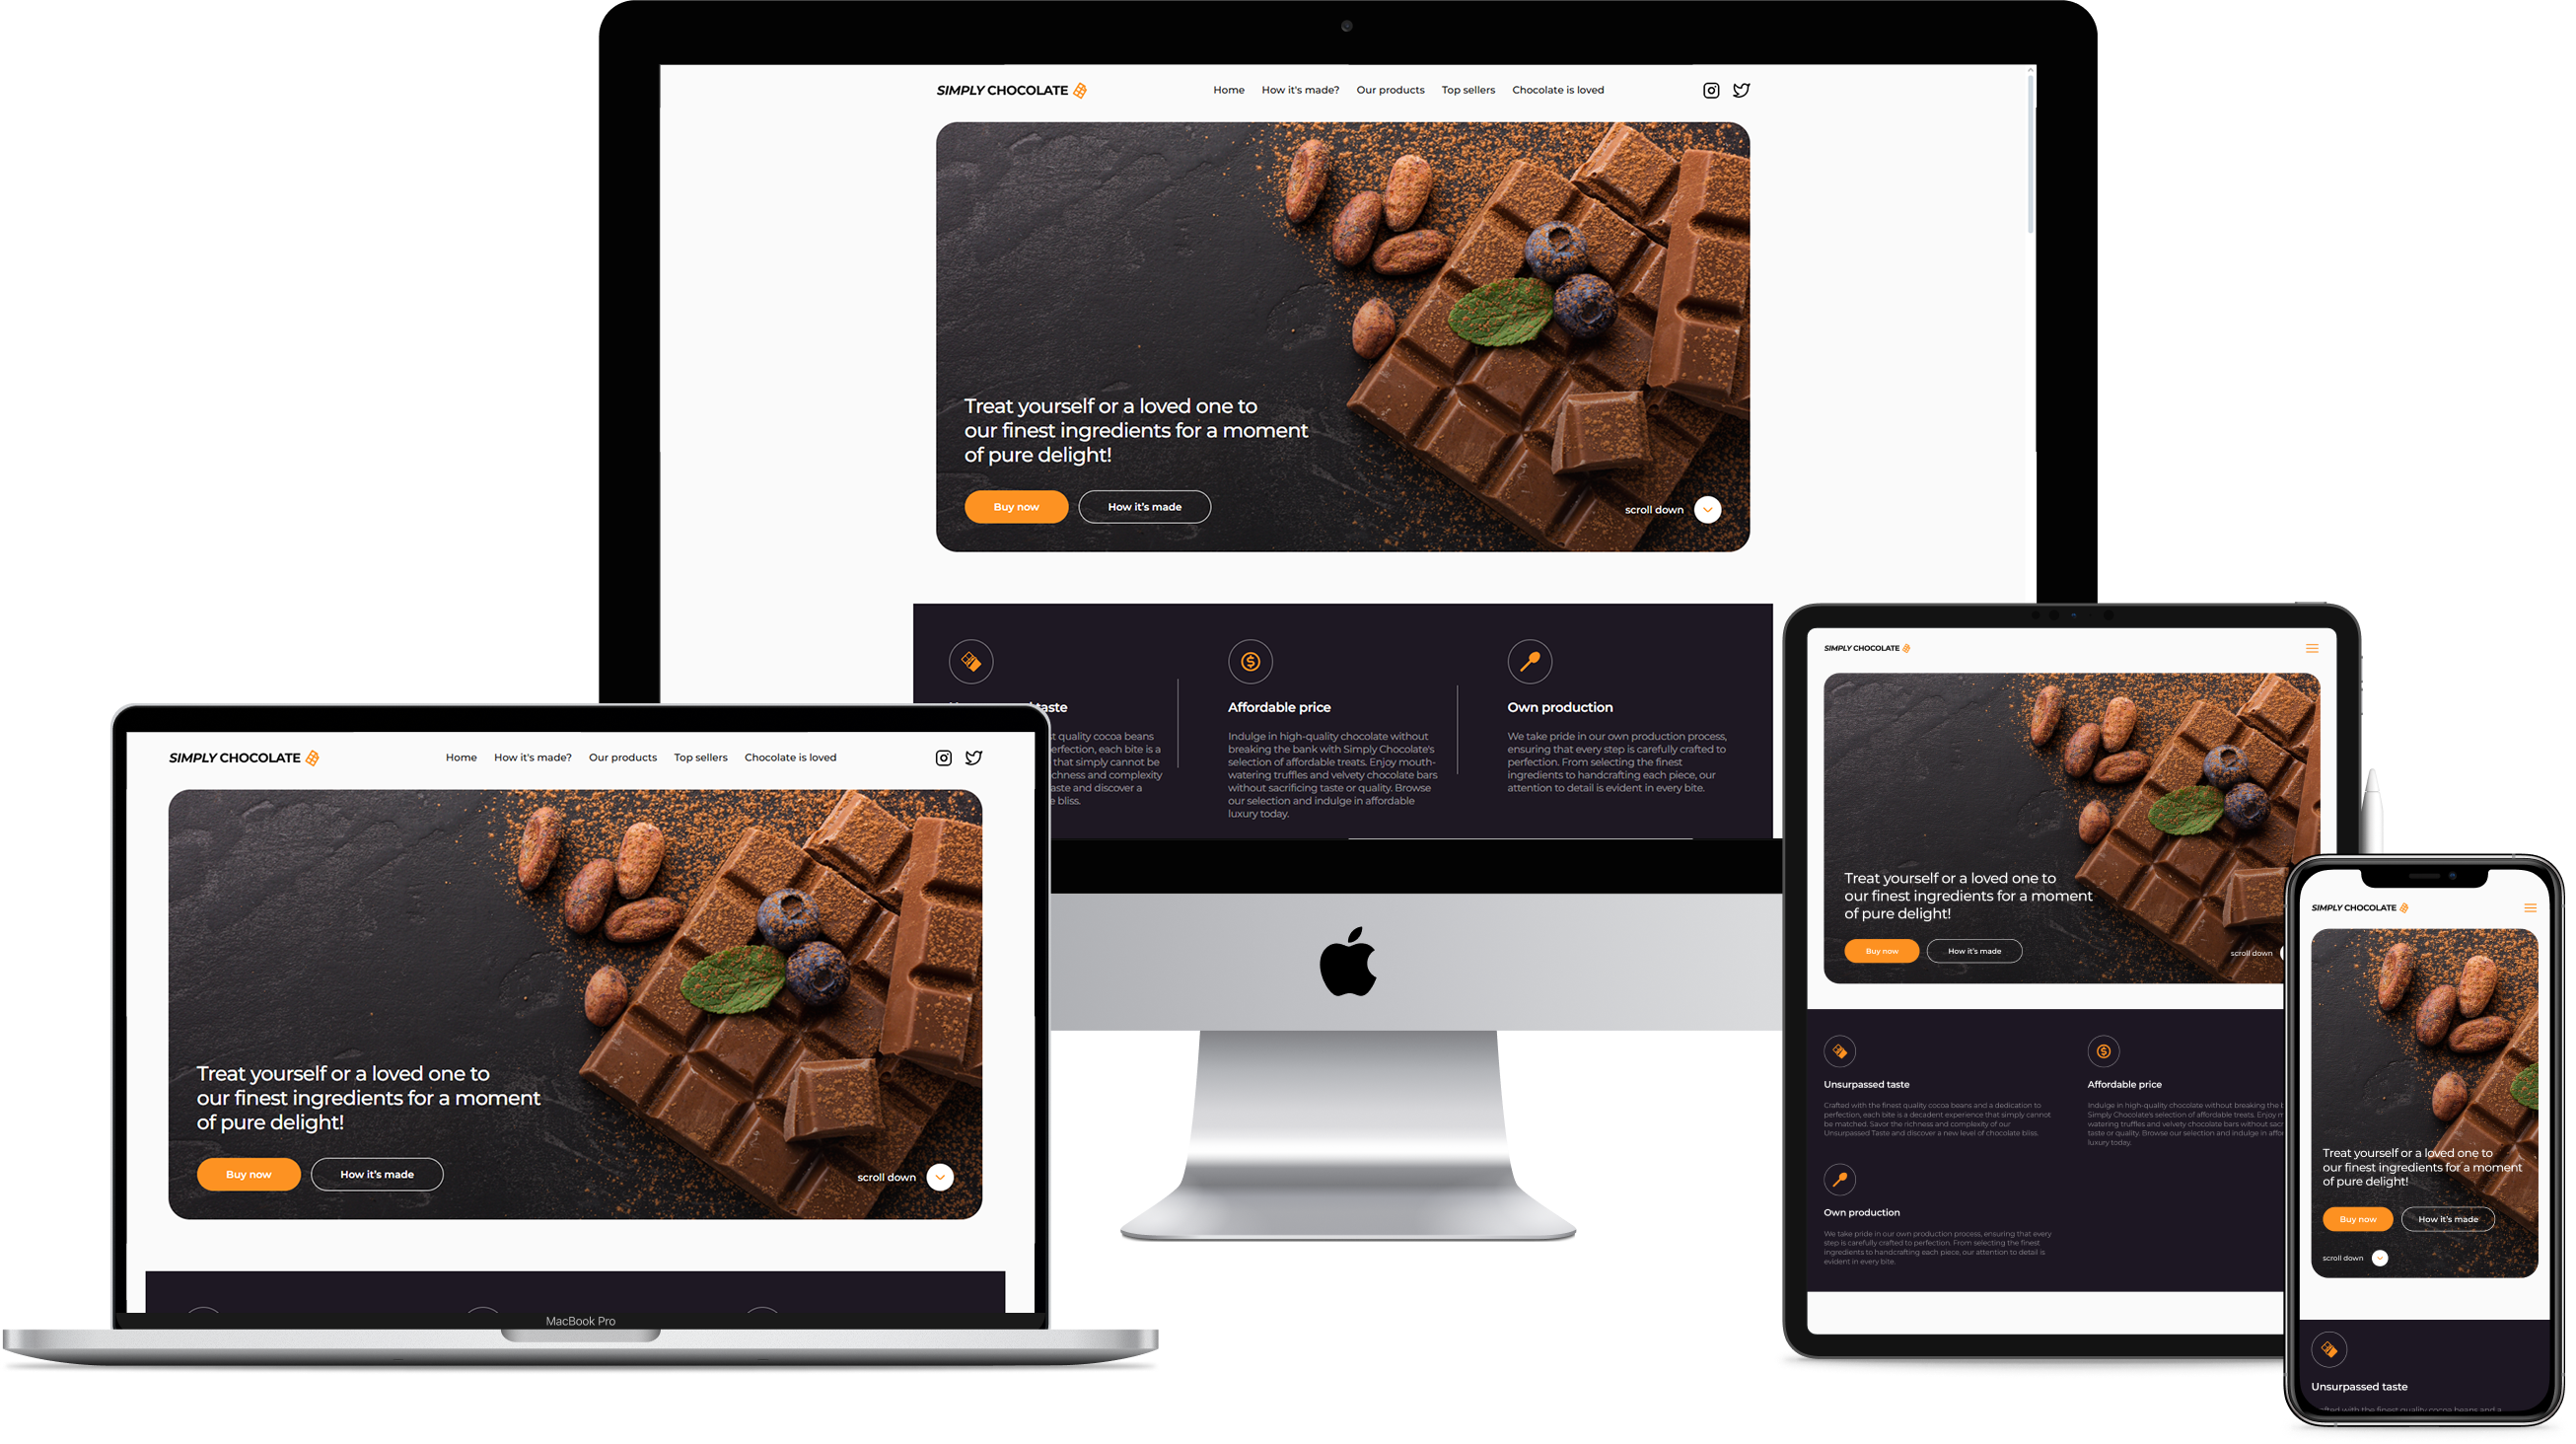 SIMPLY CHOCOLATE
Home How it's made? Our products Top sellers Chocolate is loved
Treat yourself or a loved one to
our finest ingredients for a moment
of pure delight!
Buy now How it's made
scroll down
taste
t quality cocoa beans
erfection, each bite is a
that simply cannot be
chness and complexity
aste and discover a
e bliss.
Affordable price
Indulge in high-quality chocolate without
breaking the bank with Simply Chocolate's
selection of affordable treats. Enjoy mouth-
watering truffles and velvety chocolate bars
without sacrificing taste or quality. Browse
our selection and indulge in affordable
luxury today.
Own production
We take pride in our own production process,
ensuring that every step is carefully crafted to
perfection. From selecting the finest
ingredients to handcrafting each piece, our
attention to detail is evident in every bite.
SIMPLY CHOCOLATE
Home How it's made? Our products Top sellers Chocolate is loved
Treat yourself or a loved one to
our finest ingredients for a moment
of pure delight!
Buy now How it's made
scroll down
MacBook Pro
SIMPLY CHOCOLATE
Treat yourself or a loved one to
our finest ingredients for a moment
of pure delight!
Buy now How it's made
scroll down
Unsurpassed taste
Crafted with the finest quality cocoa beans and a dedication to
perfection, each bite is a decadent experience that simply cannot
be matched. Savor the richness and complexity of our
Unsurpassed Taste and discover a new level of chocolate bliss.
Affordable price
Indulge in high-quality chocolate without breaking the b
Simply Chocolate's selection of affordable treats. Enjoy m
watering truffles and velvety chocolate bars without sacr
taste or quality. Browse our selection and indulge in affor
luxury today.
Own production
We take pride in our own production process, ensuring that every
step is carefully crafted to perfection. From selecting the finest
ingredients to handcrafting each piece, our attention to detail is
evident in every bite.
SIMPLY CHOCOLATE
Treat yourself or a loved one to
our finest ingredients for a moment
of pure delight!
Buy now How it's made
scroll down
Unsurpassed taste
afted with the finest quality cocoa beans and a